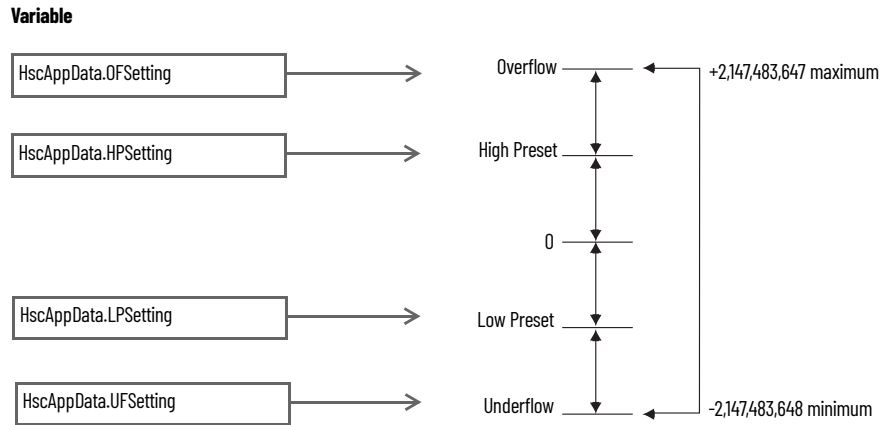 Variable
HscAppData.OFSetting
Overflow
+2,147,483,647 maximum
HscAppData.HPSetting
High Preset
0
HscAppData.LPSetting
Low Preset
HscAppData.UFSetting
Underflow
-2,147,483,648 minimum